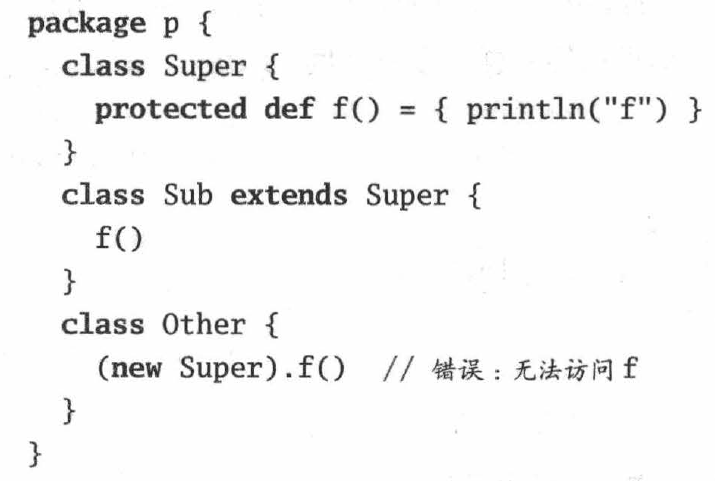 package p {
  class Super {
    protected def f() = { println("f") }
  }
  class Sub extends Super {
    f()
  }
  class Other {
    (new Super).f()  // 错误：无法访问 f
  }
}